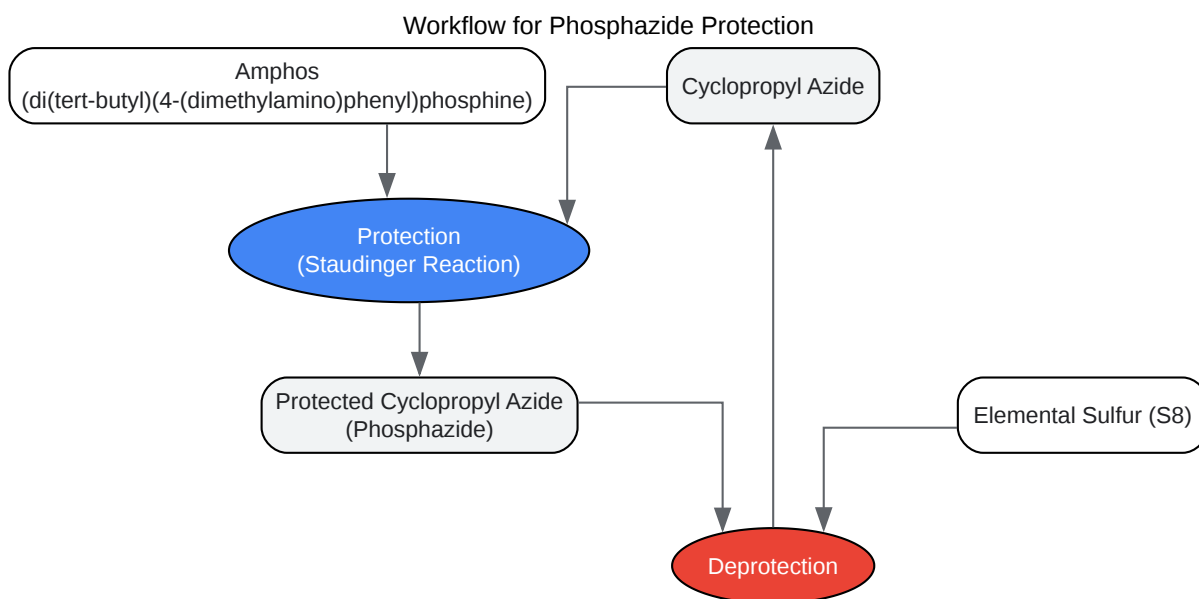 Workflow for Phosphazide Protection
Amphos
(di(tert-butyl)(4-(dimethylamino)phenyl)phosphine)
Cyclopropyl Azide
Protection
(Staudinger Reaction)
Protected Cyclopropyl Azide
(Phosphazide)
Elemental Sulfur (S8)
Deprotection